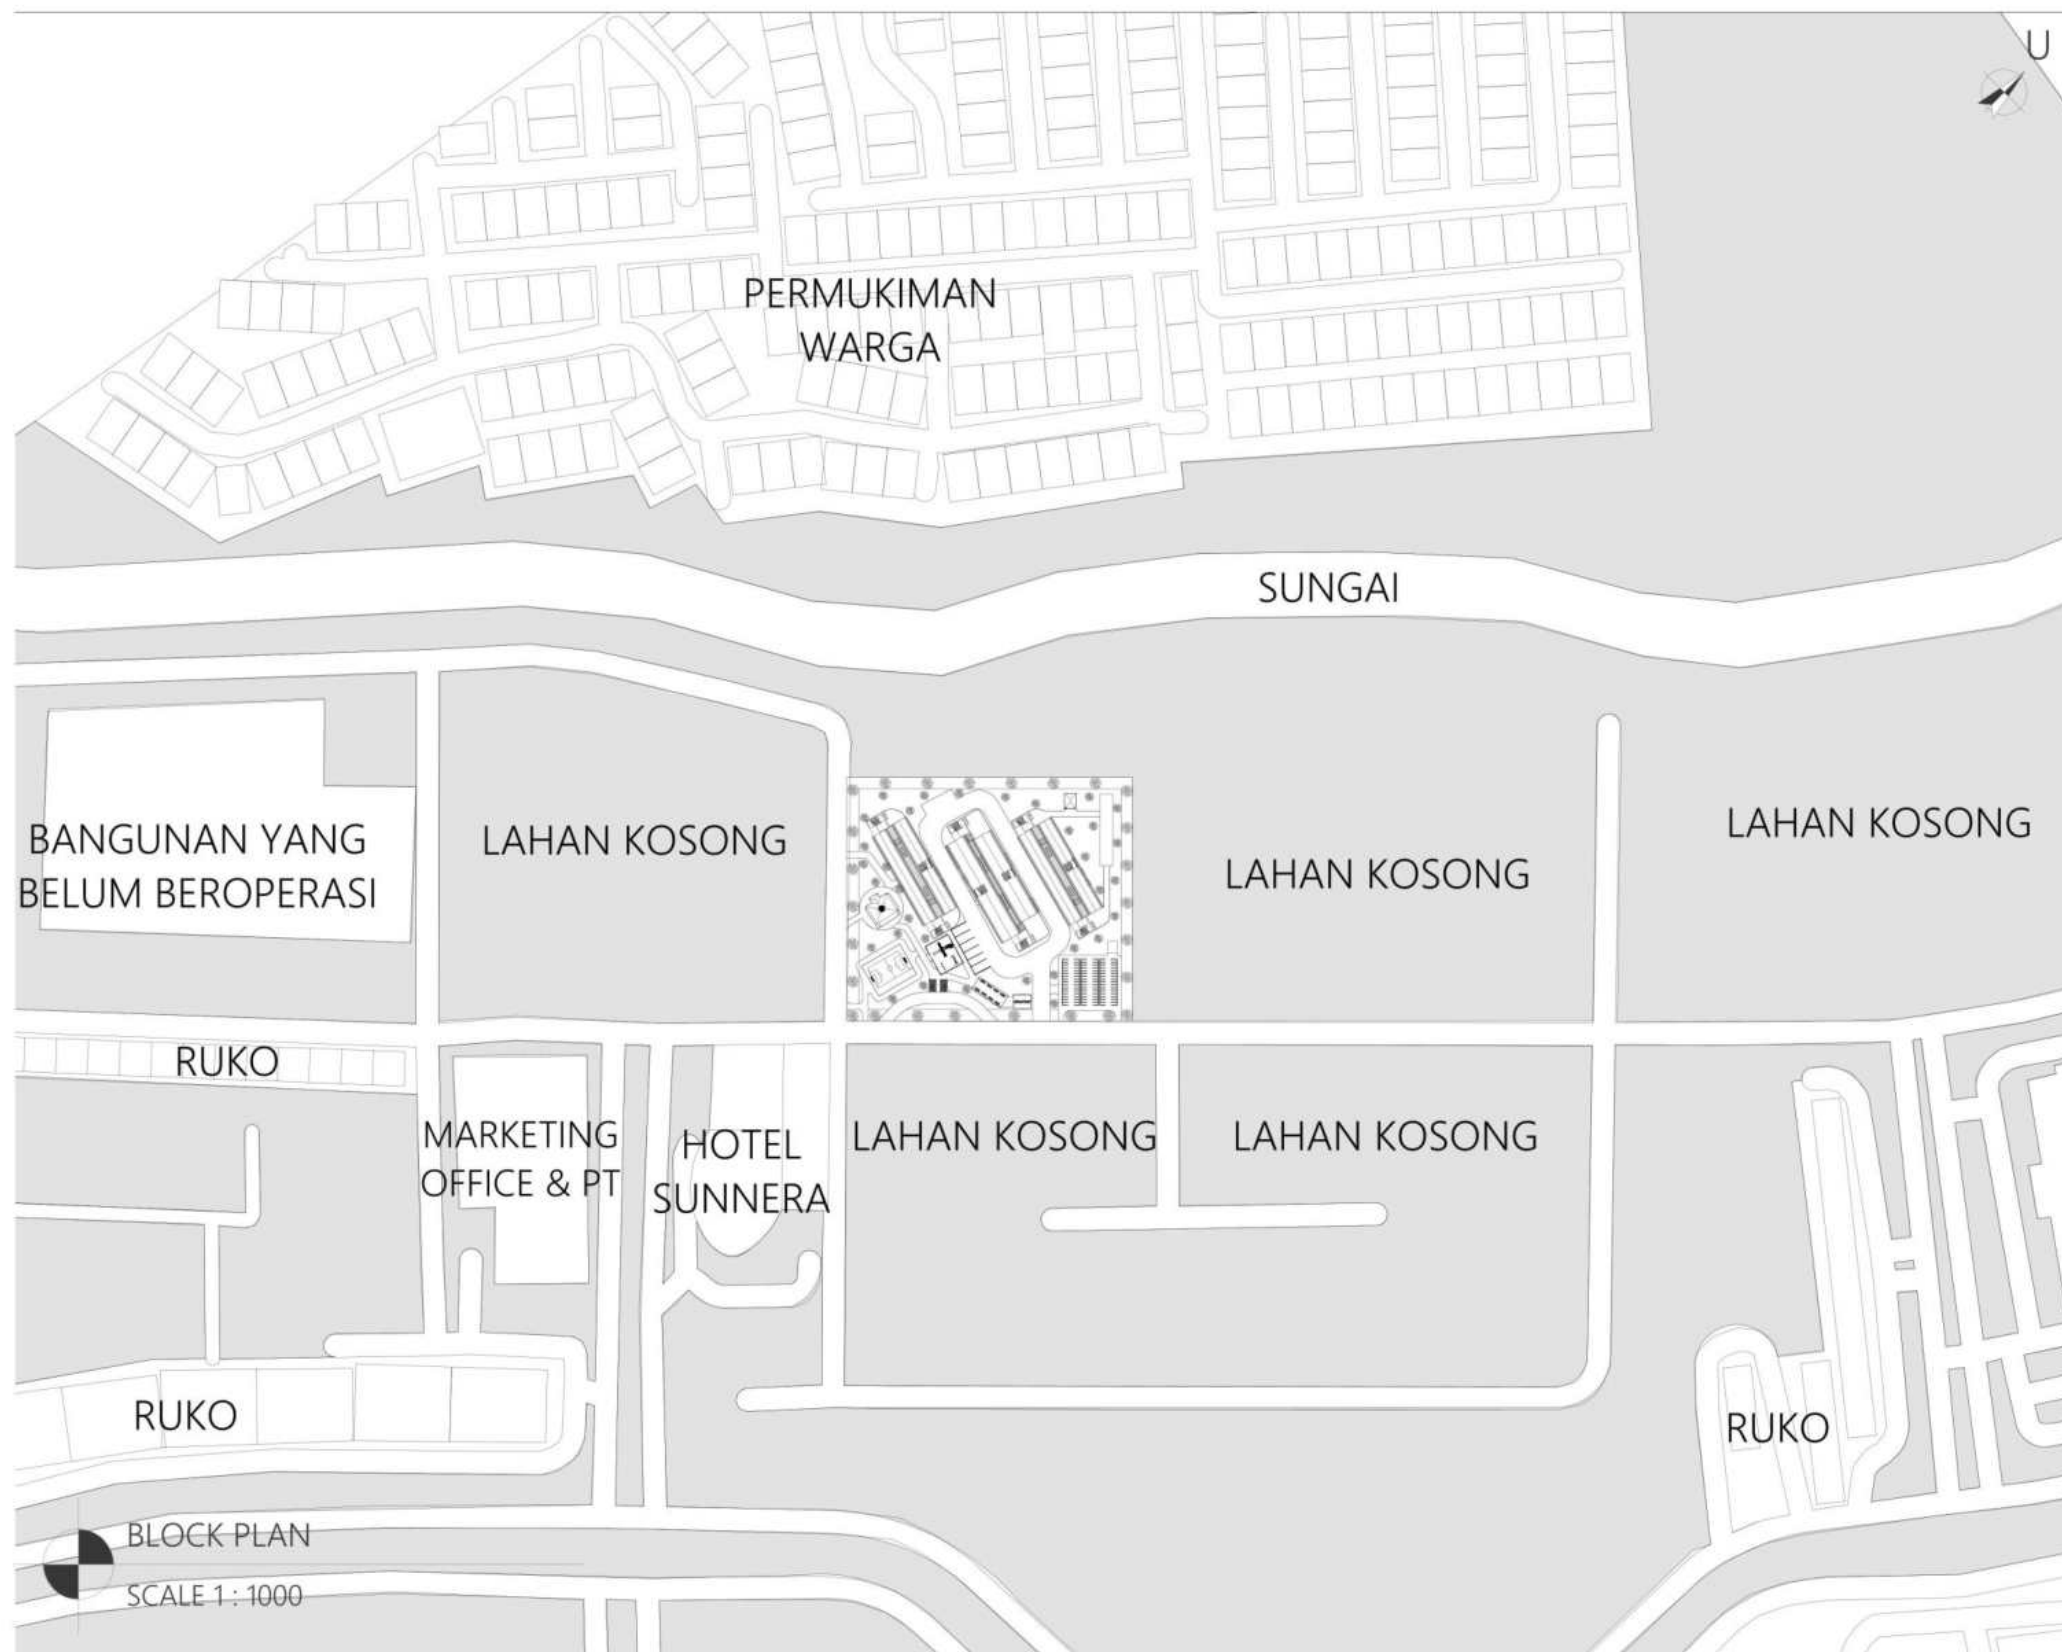 U
PERMUKIMAN
WARGA
SUNGAI
BANGUNAN YANG
BELUM BEROPERASI
LAHAN KOSONG
LAHAN KOSONG
LAHAN KOSONG
RUKO
MARKETING
OFFICE & PT
HOTEL
SUNNERA
LAHAN KOSONG
LAHAN KOSONG
RUKO
RUKO
BLOCK PLAN
SCALE 1 : 1000